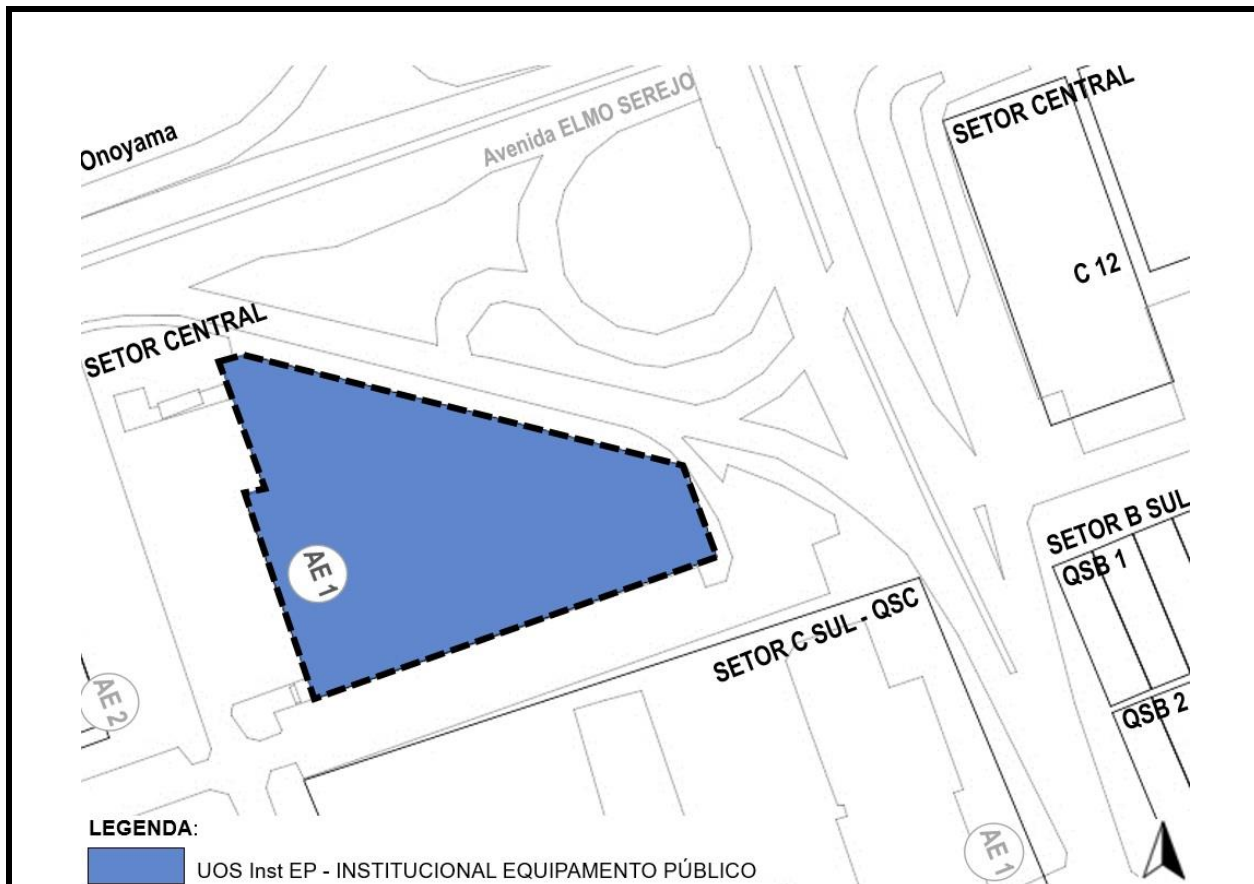 Onoyama
Avenida ELMO SEREJO
SETOR CENTRAL
C 12
SETOR CENTRAL
AE 1
SETOR B SUL
QSB 1
SETOR C SUL - QSC
AE 2
QSB 2
AE 1
LEGENDA:
UOS Inst EP - INSTITUCIONAL EQUIPAMENTO PÚBLICO